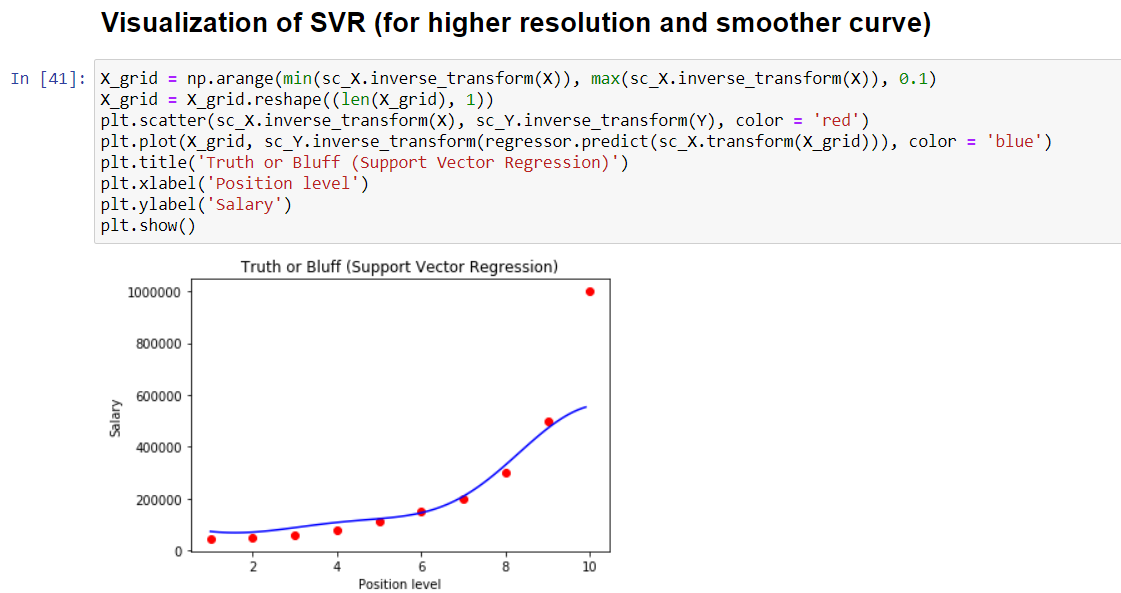 Visualization of SVR (for higher resolution and smoother curve)
In [41]: X_grid = np.arange(min(sc_X.inverse_transform(X)), max(sc_X.inverse_transform(X)), 0.1)
X_grid = X_grid.reshape((len(X_grid), 1))
plt.scatter(sc_X.inverse_transform(X), sc_Y.inverse_transform(Y), color = 'red')
plt.plot(X_grid, sc_Y.inverse_transform(regressor.predict(sc_X.transform(X_grid))), color = 'blue')
plt.title('Truth or Bluff (Support Vector Regression)')
plt.xlabel('Position level')
plt.ylabel('Salary')
plt.show()
Truth or Bluff (Support Vector Regression)
1000000
800000
600000
400000
200000
0
Salary
2 4 6 8 10
Position level